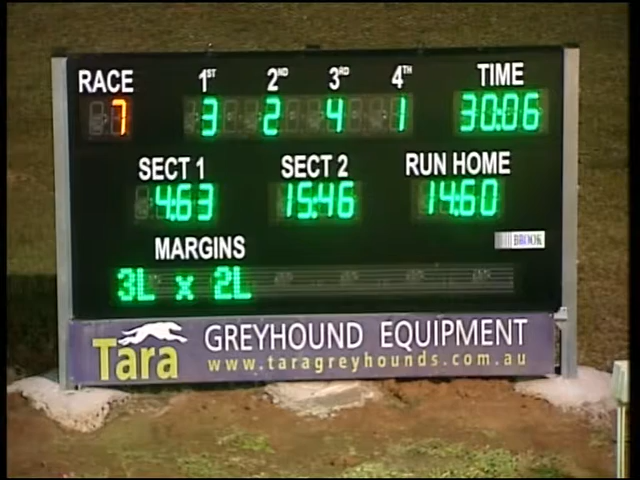 RACE 1ST 2ND 3RD 4TH TIME
7 3 2 4 1 30:06
SECT 1 SECT 2 RUN HOME
4.63 15:46 14:60
BROOK
MARGINS
3L x 2L
Tara GREYHOUND EQUIPMENT
www.taragreyhounds.com.au